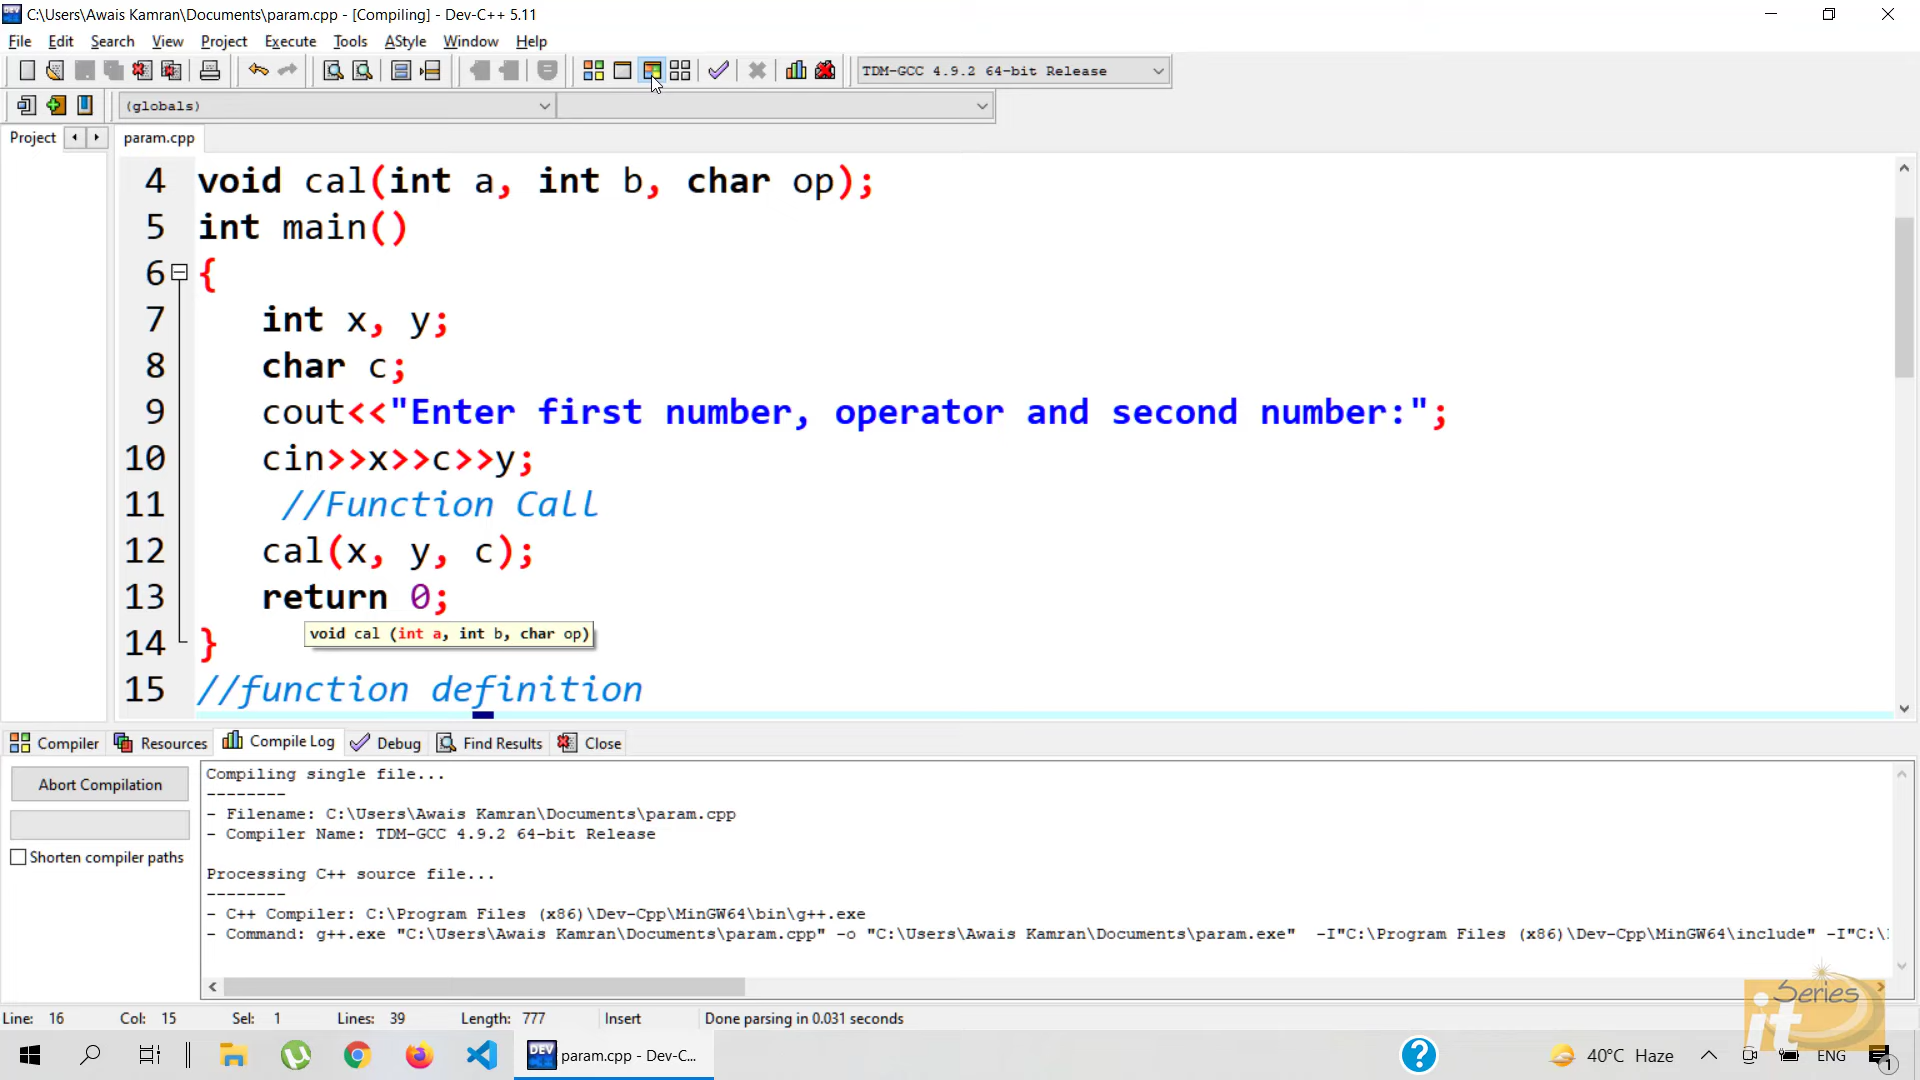 C:\Users\Awais Kamran\Documents\param.cpp - [Compiling] - Dev-C++ 5.11
File Edit Search View Project Execute Tools AStyle Window Help
TDM-GCC 4.9.2 64-bit Release
(globals)
Project param.cpp
4 void cal(int a, int b, char op);
5 int main()
6 {
7 int x, y;
8 char c;
9 cout<<"Enter first number, operator and second number:";
10 cin>>x>>c>>y;
11 //Function Call
12 cal(x, y, c);
13 return 0;
void cal (int a, int b, char op)
14 }
15 //function definition
Compiler Resources Compile Log Debug Find Results Close
Abort Compilation
Shorten compiler paths
Compiling single file...
--------
- Filename: C:\Users\Awais Kamran\Documents\param.cpp
- Compiler Name: TDM-GCC 4.9.2 64-bit Release
Processing C++ source file...
--------
- C++ Compiler: C:\Program Files (x86)\Dev-Cpp\MinGW64\bin\g++.exe
- Command: g++.exe "C:\Users\Awais Kamran\Documents\param.cpp" -o "C:\Users\Awais Kamran\Documents\param.exe" -I"C:\Program Files (x86)\Dev-Cpp\MinGW64\include" -I"C:\
Series
it
Line: 16 Col: 15 Sel: 1 Lines: 39 Length: 777 Insert Done parsing in 0.031 seconds
DEV param.cpp - Dev-C... ? 40°C Haze ENG 1